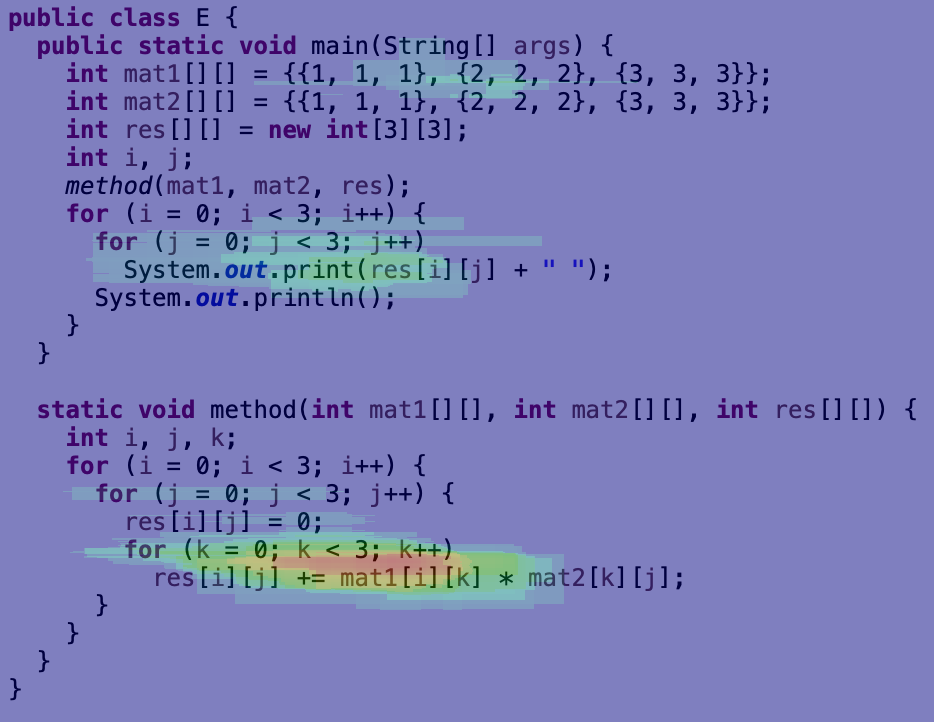 public class E {
  public static void main(String[] args) {
    int mat1[][] = {{1, 1, 1}, {2, 2, 2}, {3, 3, 3}};
    int mat2[][] = {{1, 1, 1}, {2, 2, 2}, {3, 3, 3}};
    int res[][] = new int[3][3];
    int i, j;
    method(mat1, mat2, res);
    for (i = 0; i < 3; i++) {
      for (j = 0; j < 3; j++)
        System.out.print(res[i][j] + " ");
      System.out.println();
    }
  }

  static void method(int mat1[][], int mat2[][], int res[][]) {
    int i, j, k;
    for (i = 0; i < 3; i++) {
      for (j = 0; j < 3; j++) {
        res[i][j] = 0;
        for (k = 0; k < 3; k++)
          res[i][j] += mat1[i][k] * mat2[k][j];
      }
    }
  }
}